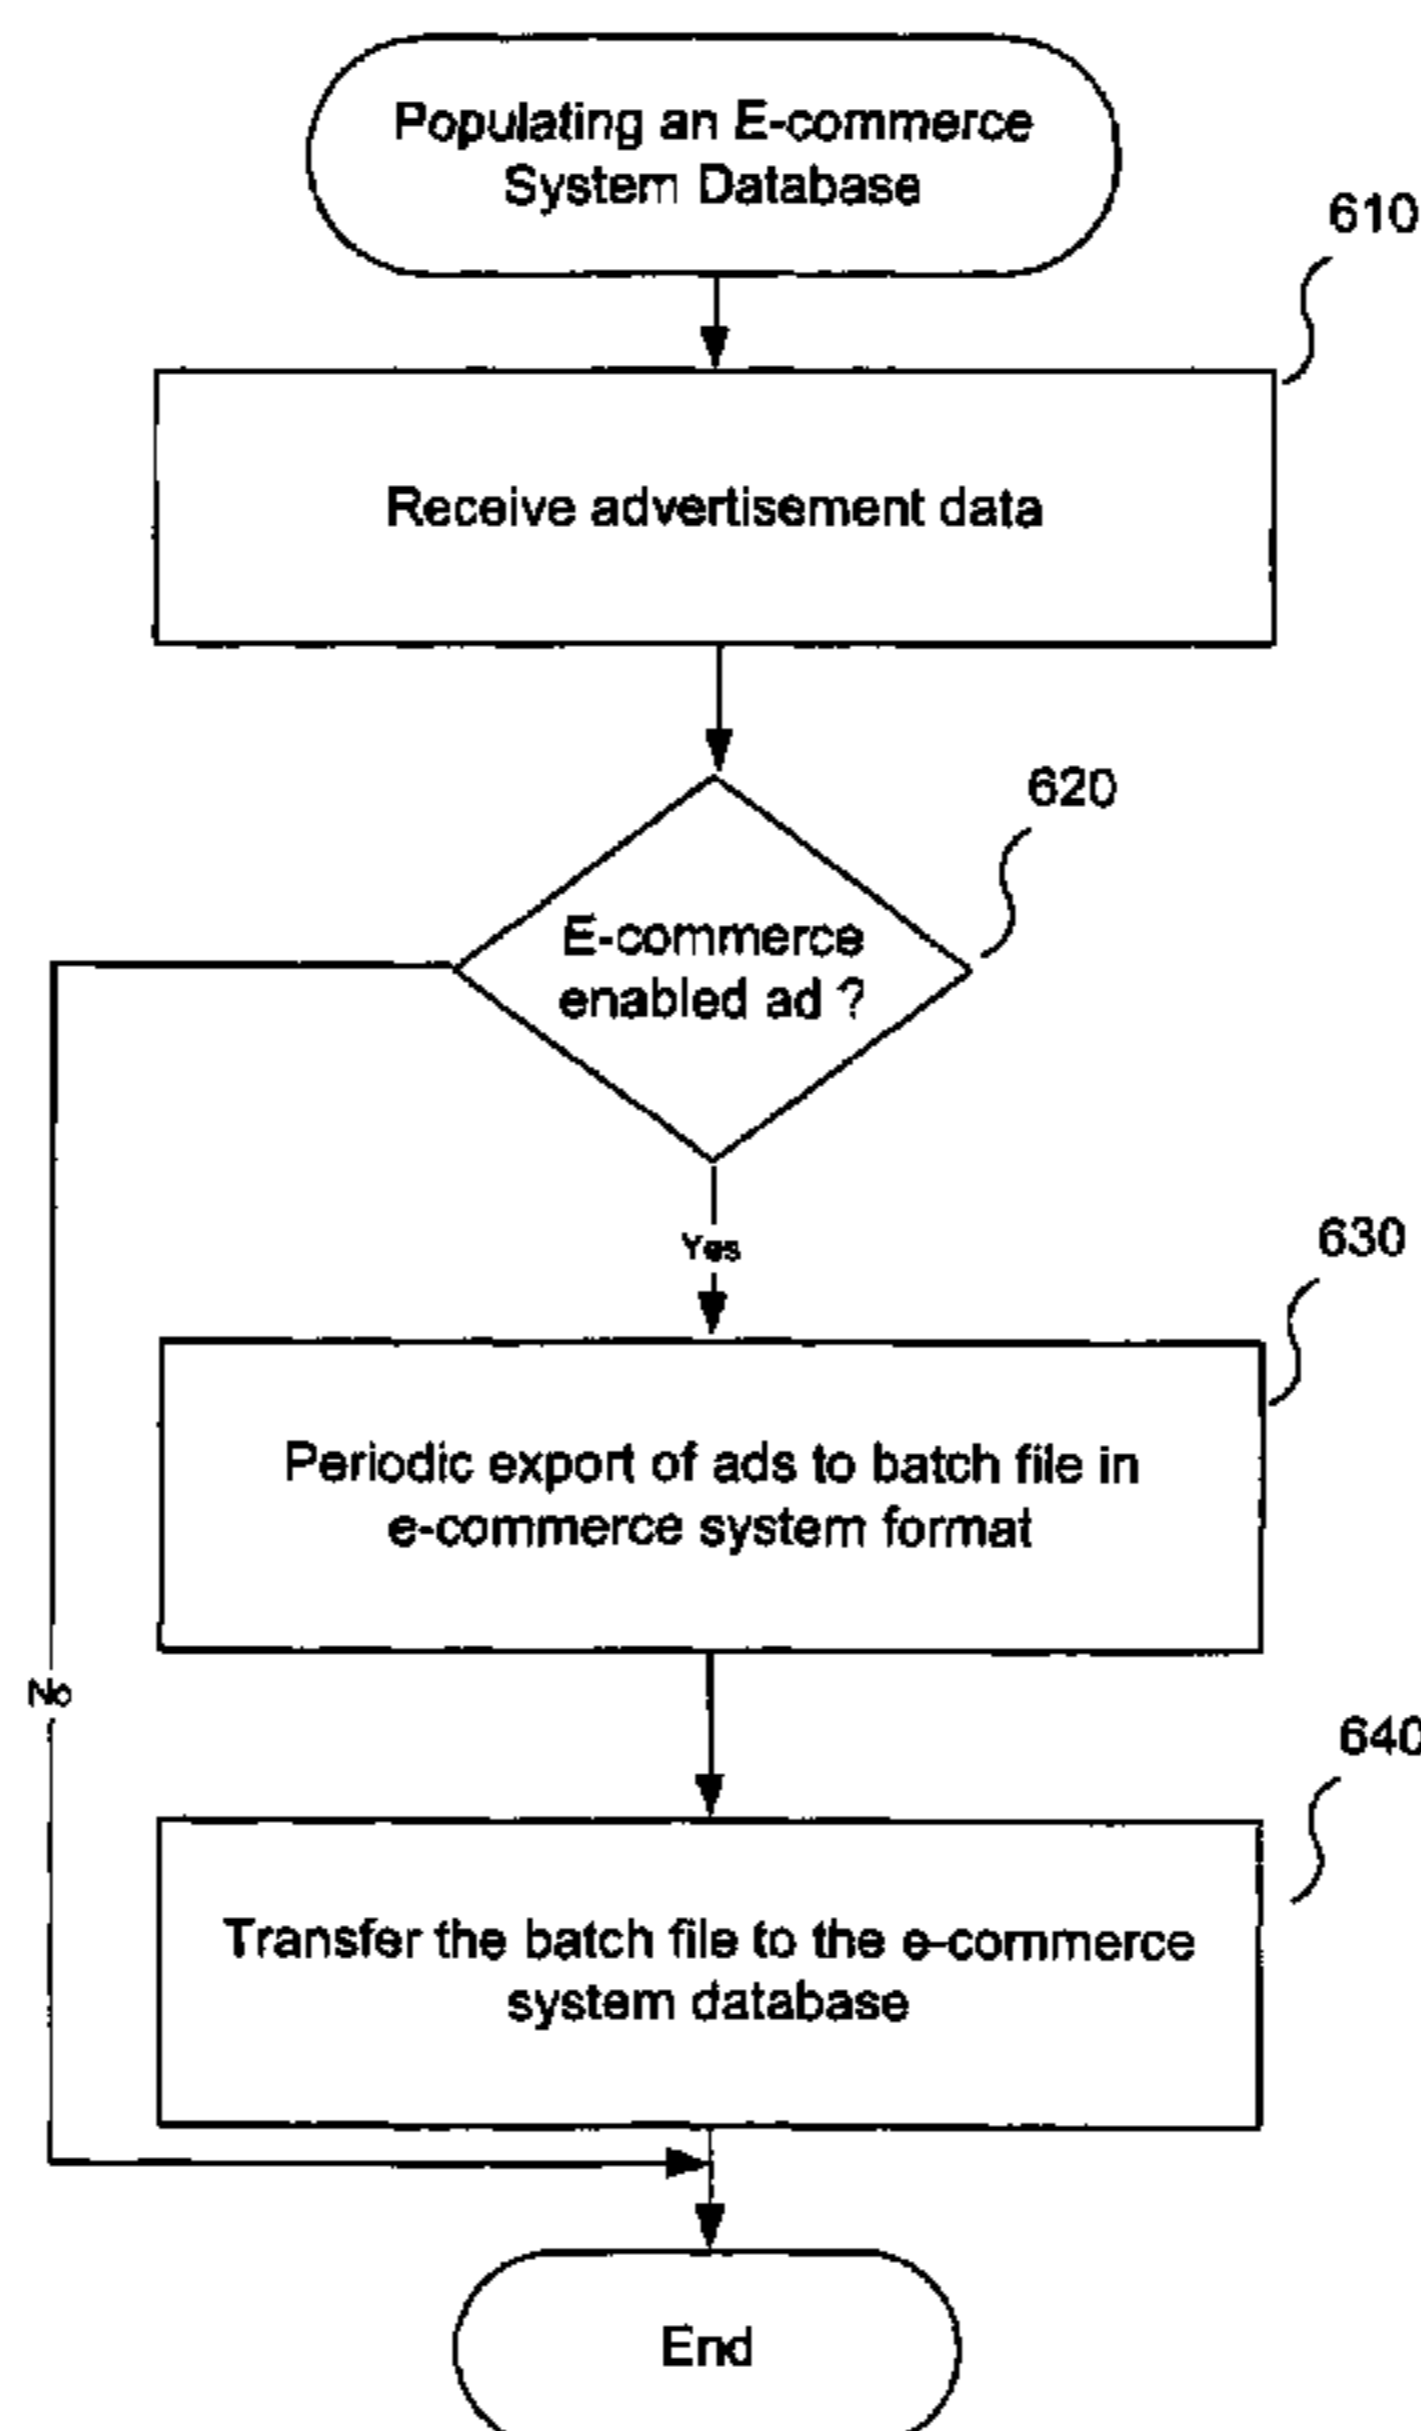 Populating an E-commerce
System Database
610
Receive advertisement data
620
E-commerce
enabled ad ?
Yes
630
Periodic export of ads to batch file in
e-commerce system format
No
640
Transfer the batch file to the e-commerce
system database
End